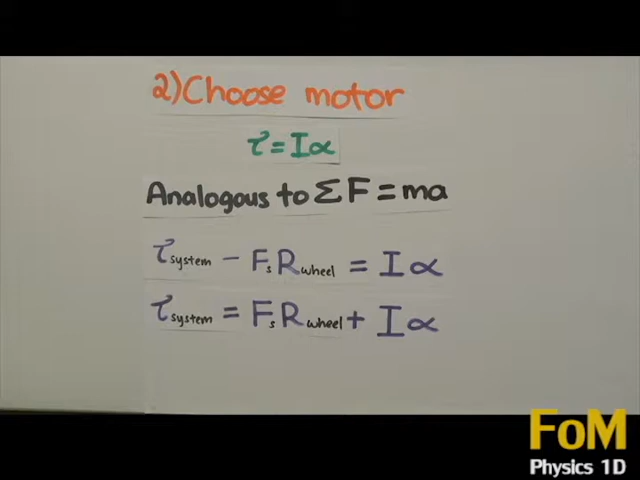 2) Choose motor
τ = Iα
Analogous to ΣF = ma
τsystem − FsRwheel = Iα
τsystem = FsRwheel + Iα
FoM
Physics 1D